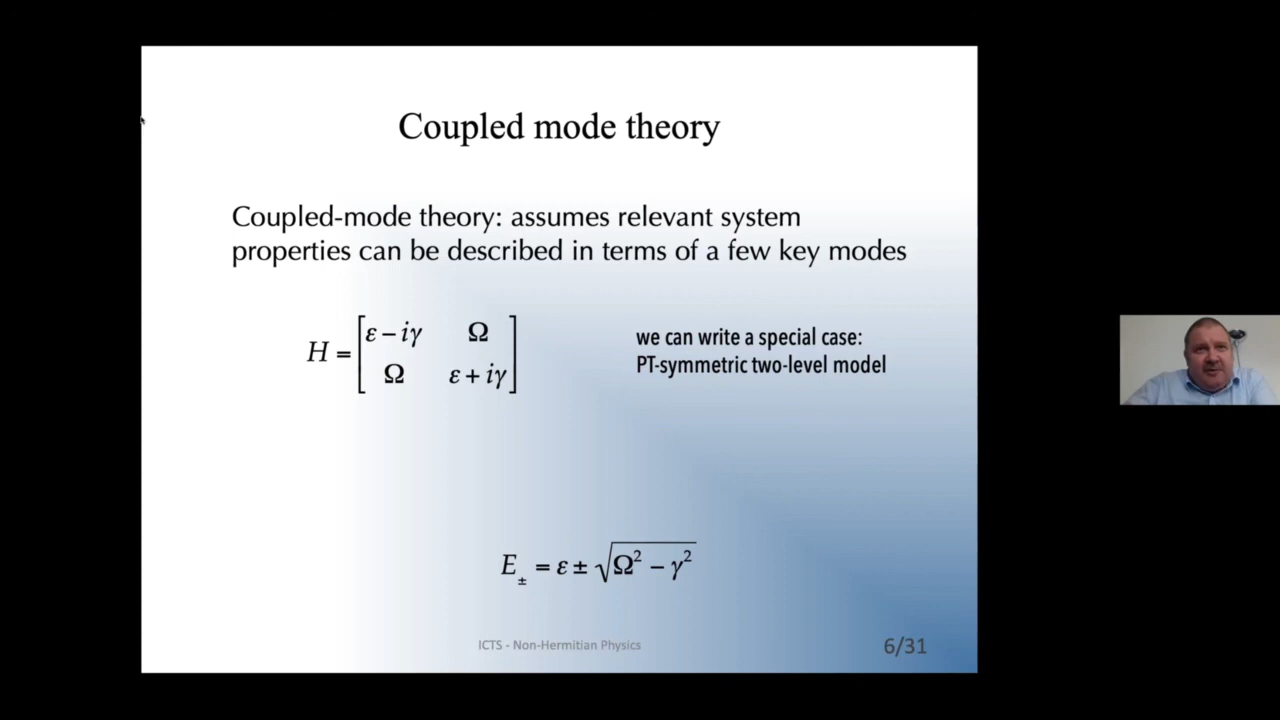 Coupled mode theory
Coupled-mode theory: assumes relevant system
properties can be described in terms of a few key modes
H = [ε − iγ Ω
Ω ε + iγ]
we can write a special case:
PT-symmetric two-level model
E± = ε ± √(Ω² − γ²)
ICTS - Non-Hermitian Physics
6/31